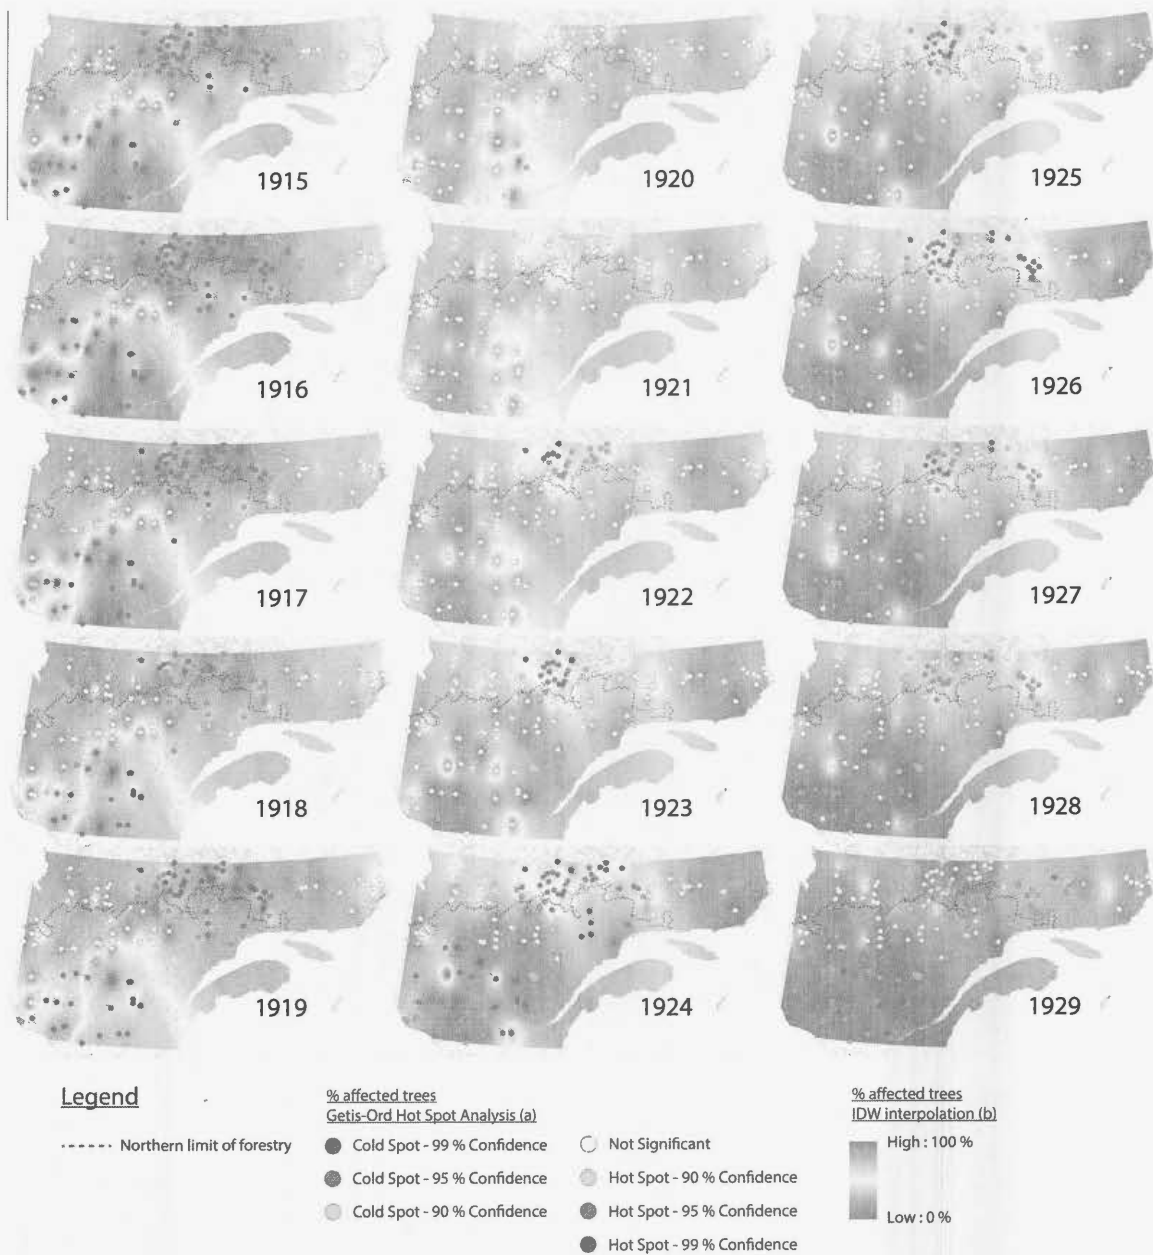 1915
1920
1925
1916
1921
1926
1917
1922
1927
1918
1923
1928
1919
1924
1929
Legend
Northern limit of forestry
% affected trees
Getis-Ord Hot Spot Analysis (a)
Cold Spot - 99 % Confidence
Cold Spot - 95 % Confidence
Cold Spot - 90 % Confidence
Not Significant
Hot Spot - 90 % Confidence
Hot Spot - 95 % Confidence
Hot Spot - 99 % Confidence
% affected trees
IDW interpolation (b)
High : 100 %
Low : 0 %